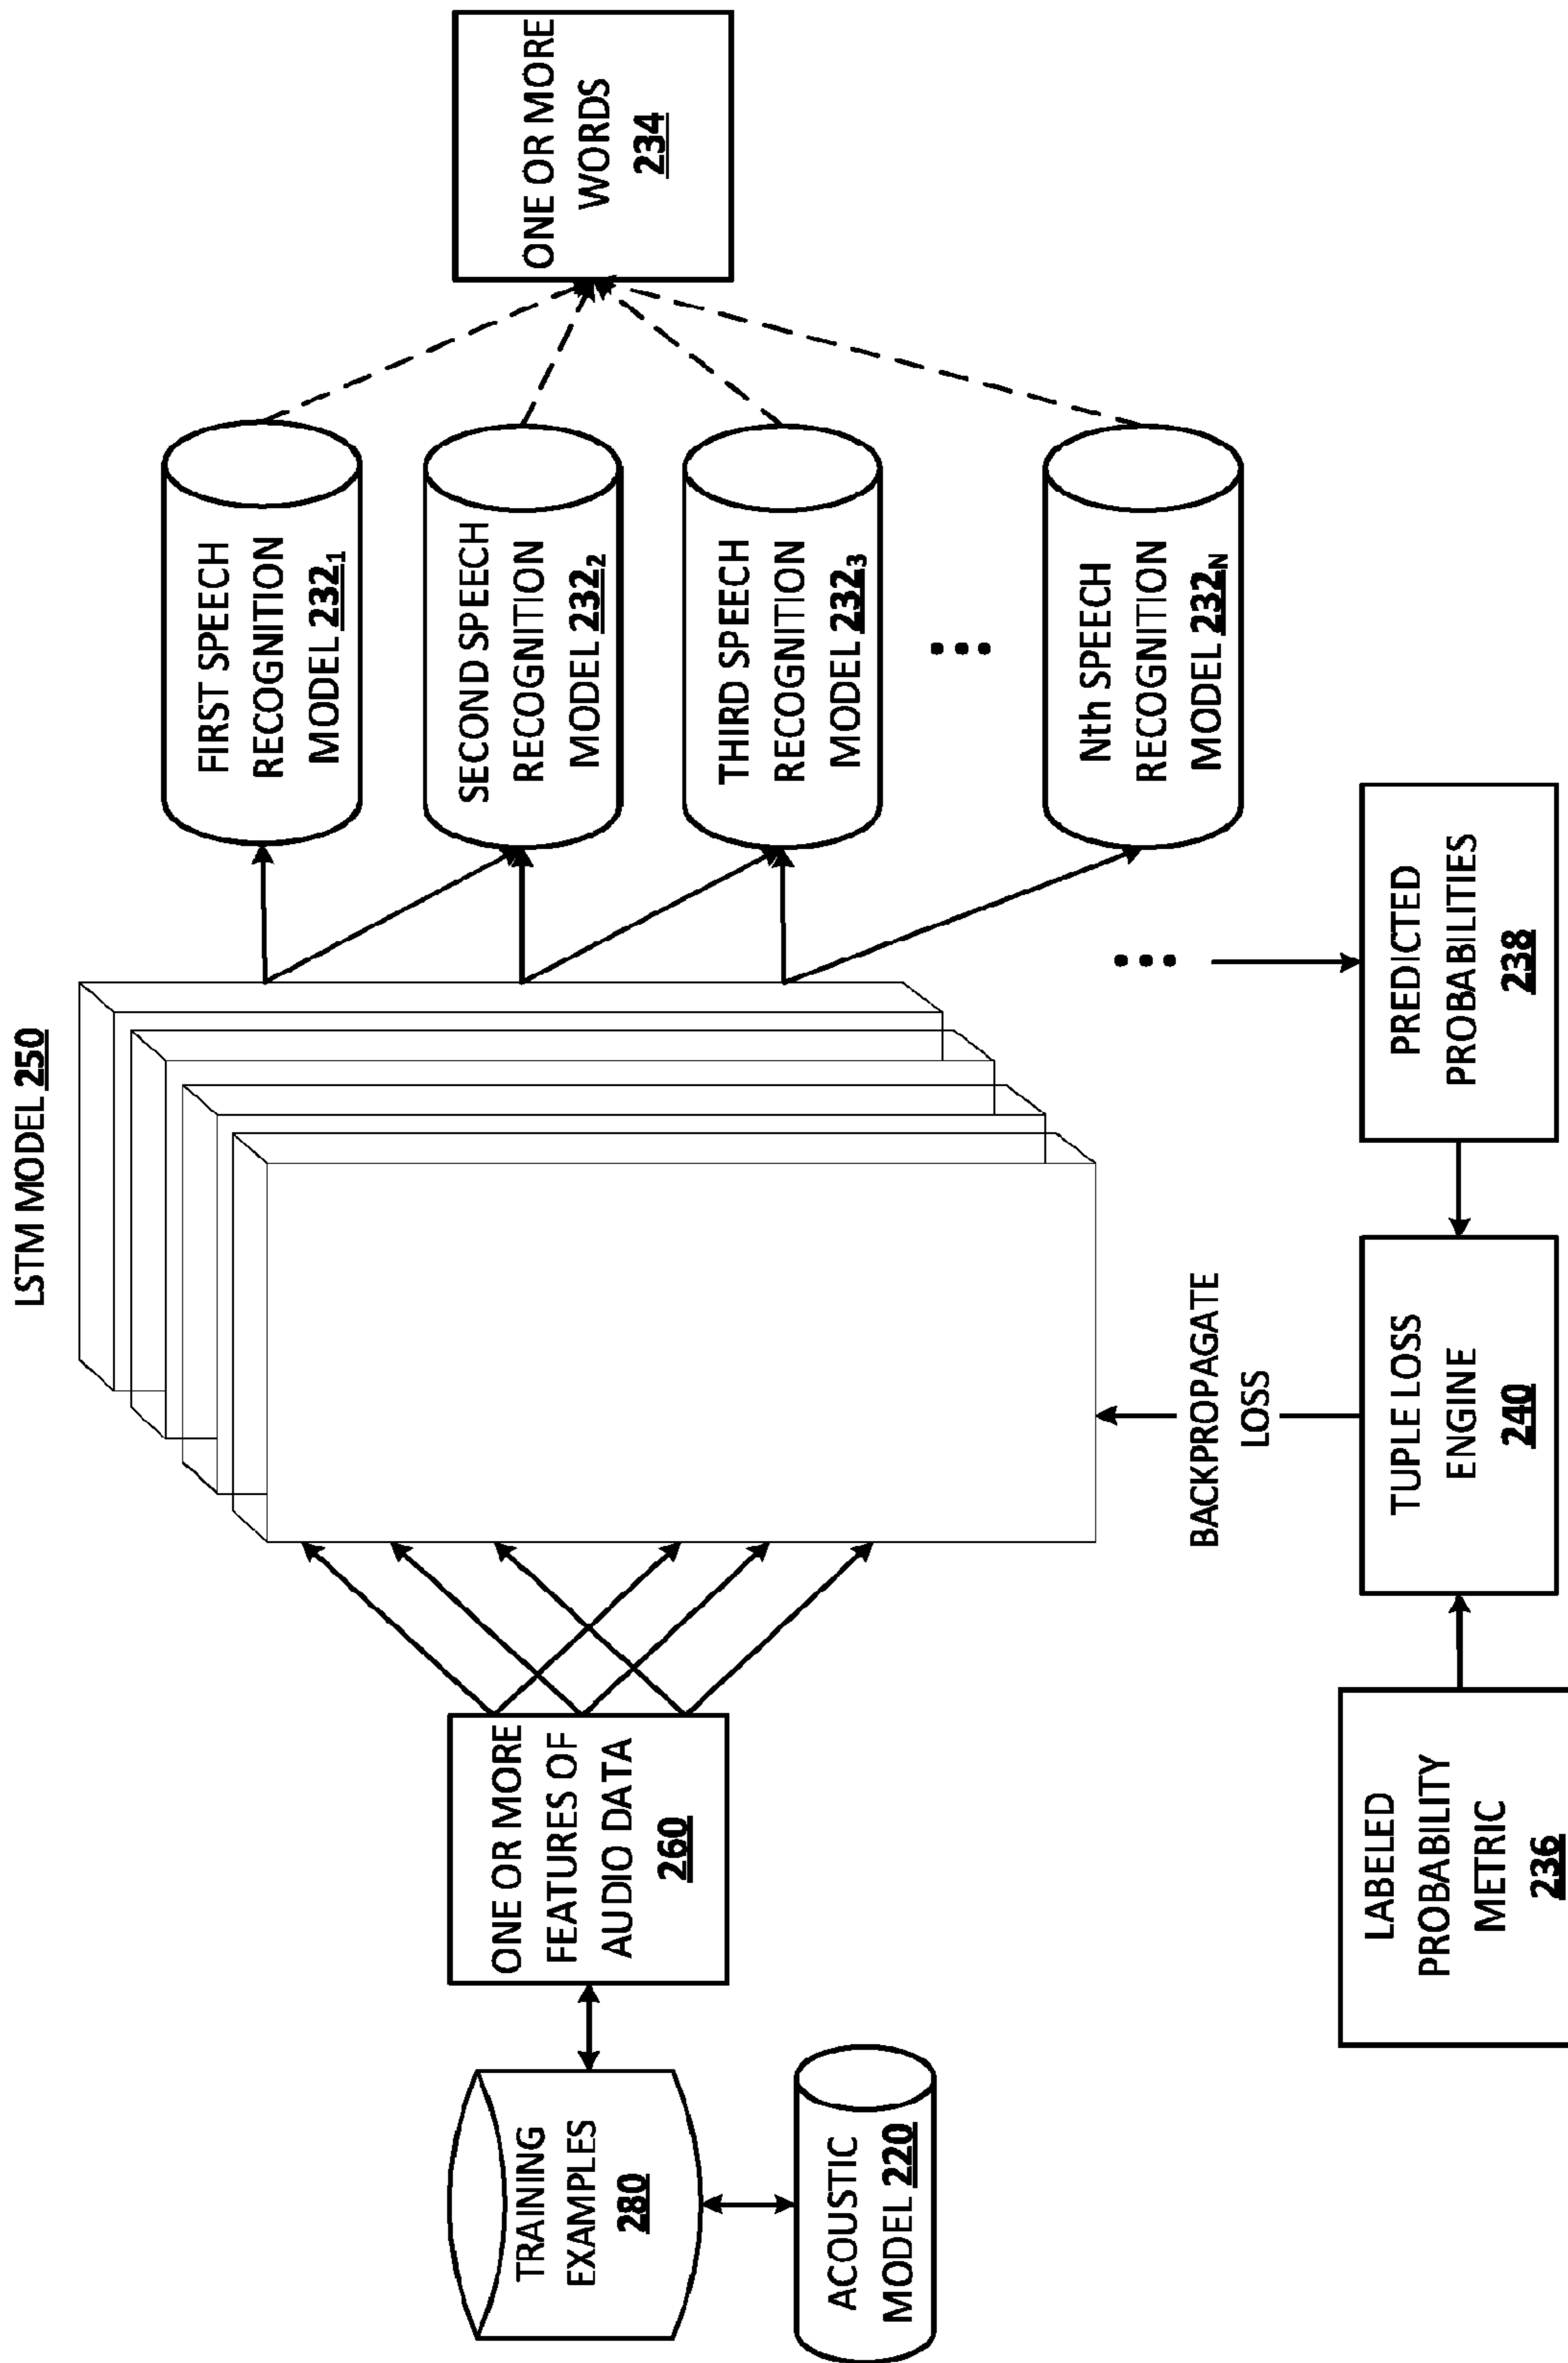 LSTM MODEL 250
TRAINING
EXAMPLES
280
ACOUSTIC
MODEL 220
ONE OR MORE
FEATURES OF
AUDIO DATA
260
FIRST SPEECH
RECOGNITION
MODEL 232₁
SECOND SPEECH
RECOGNITION
MODEL 232₂
THIRD SPEECH
RECOGNITION
MODEL 232₃
...
Nth SPEECH
RECOGNITION
MODEL 232N
ONE OR MORE
WORDS
234
...
BACKPROPAGATE
LOSS
LABELED
PROBABILITY
METRIC
236
TUPLE LOSS
ENGINE
240
PREDICTED
PROBABILITIES
238